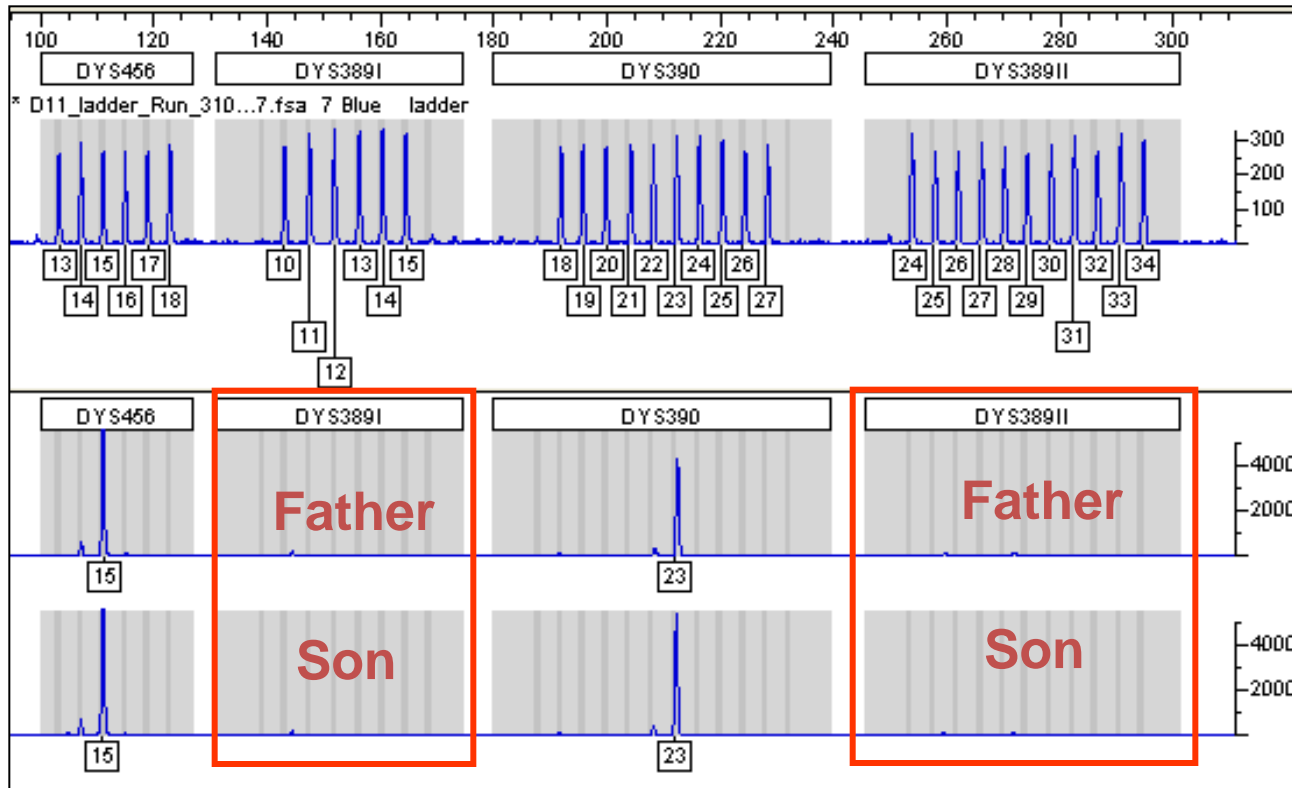 100 120 140 160 180 200 220 240 260 280 300
DYS456 DYS389I DYS390 DYS389II
* D11_ladder_Run_310...7.fsa 7 Blue ladder
300
200
100
13 15 17 10 13 15 18 20 22 24 26 24 26 28 30 32 34
14 16 18 14 19 21 23 25 27 25 27 29 33
11 31
12
DYS456 DYS389I DYS390 DYS389II
4000
Father Father
2000
15 23
4000
Son Son
2000
15 23